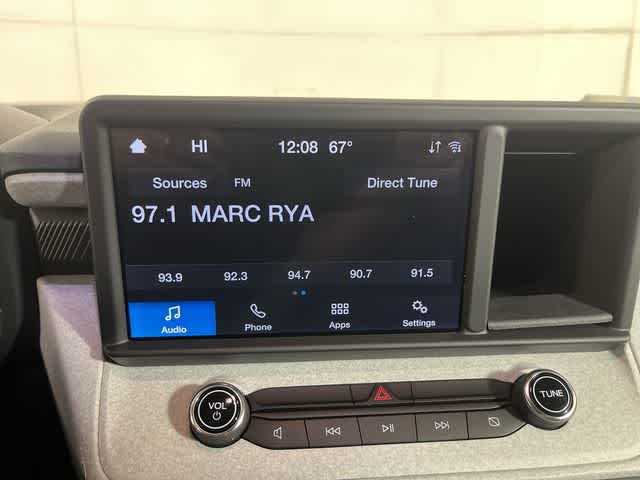 HI 12:08 67°
Sources FM Direct Tune
97.1 MARC RYA
93.9 92.3 94.7 90.7 91.5
Audio Phone Apps Settings
VOL TUNE